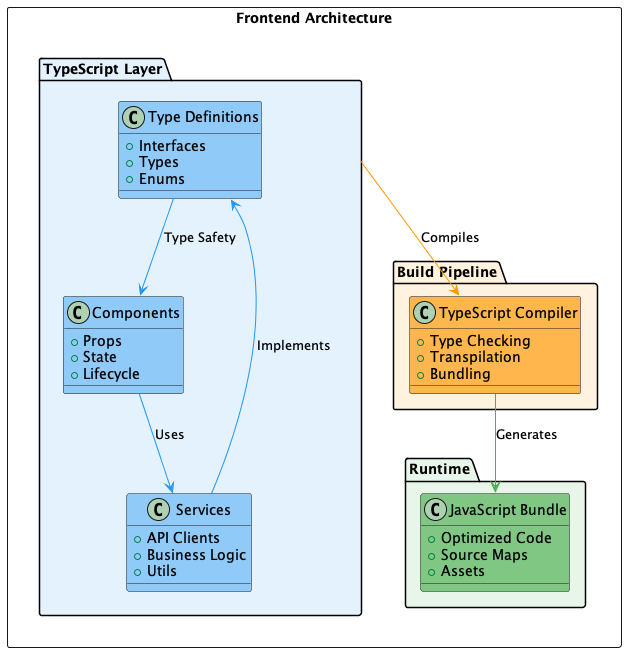 Frontend Architecture
TypeScript Layer
C Type Definitions
Interfaces
Types
Enums
Type Safety
Compiles
Build Pipeline
C Components
Props
State
Lifecycle
C TypeScript Compiler
Type Checking
Transpilation
Bundling
Implements
Uses
Generates
Runtime
C Services
API Clients
Business Logic
Utils
C JavaScript Bundle
Optimized Code
Source Maps
Assets